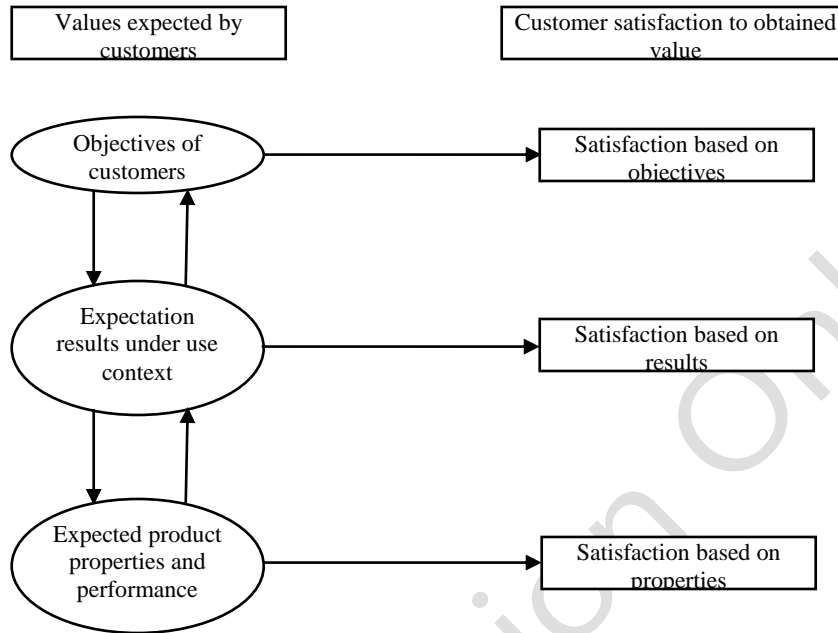 Values expected by
customers
Customer satisfaction to obtained
value
Objectives of
customers
Satisfaction based on
objectives
Expectation
results under use
context
Satisfaction based on
results
Expected product
properties and
performance
Satisfaction based on
properties